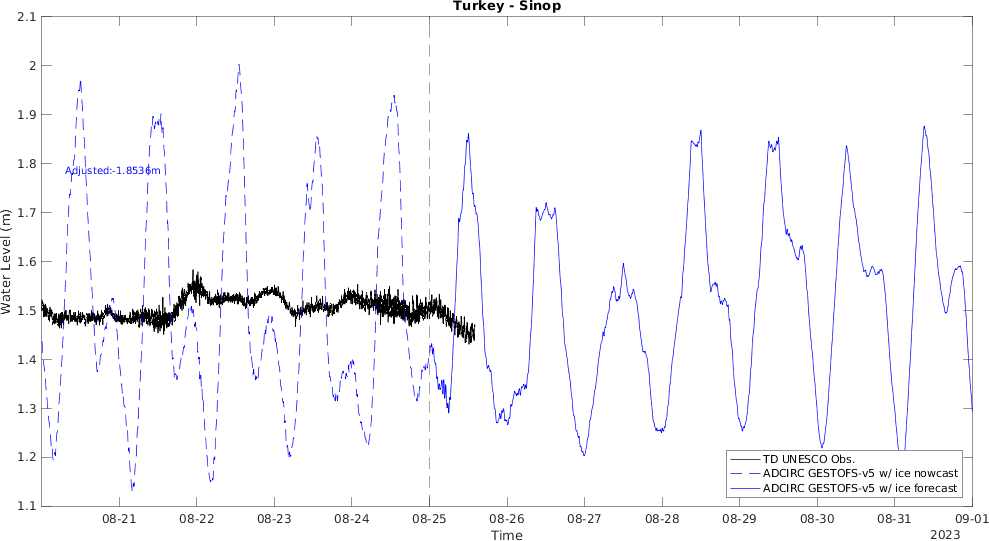 Turkey - Sinop
2.1
2
1.9
1.8
1.7
1.6
1.5
1.4
1.3
1.2
1.1
Water Level (m)
Adjusted:-1.8536m
TD UNESCO Obs.
ADCIRC GESTOFS-v5 w/ ice nowcast
ADCIRC GESTOFS-v5 w/ ice forecast
08-21 08-22 08-23 08-24 08-25 08-26 08-27 08-28 08-29 08-30 08-31 09-01
Time
2023